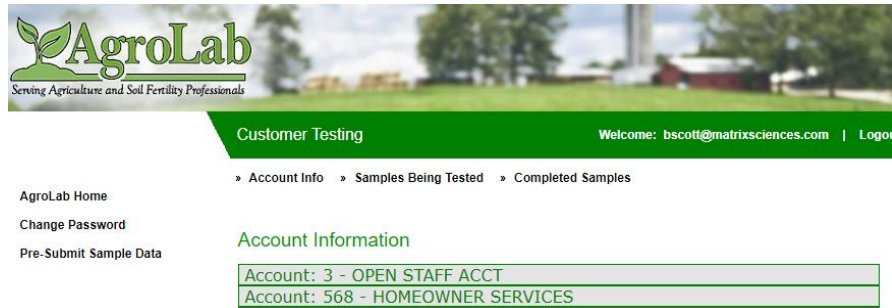 AgroLab
Serving Agriculture and Soil Fertility Professionals
Customer Testing
Welcome: bscott@matrixsciences.com | Logou
» Account Info » Samples Being Tested » Completed Samples
AgroLab Home
Change Password
Pre-Submit Sample Data
Account Information
Account: 3 - OPEN STAFF ACCT
Account: 568 - HOMEOWNER SERVICES